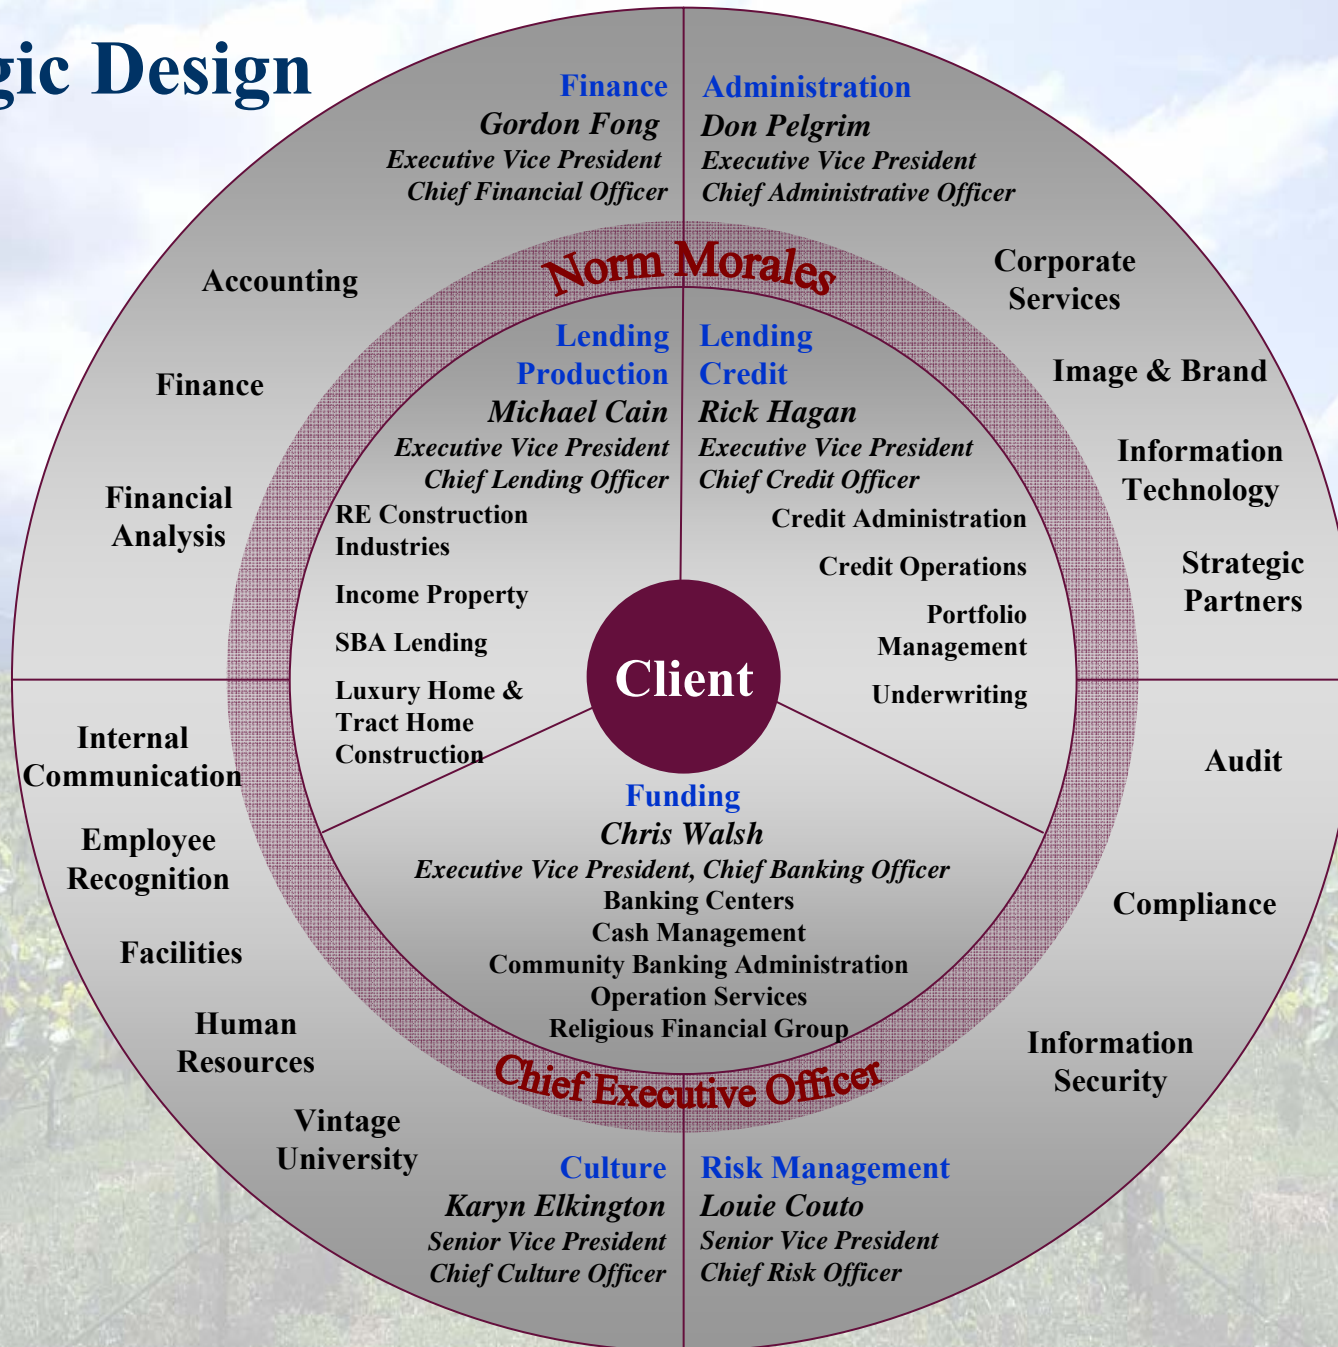 gic Design
Finance
Gordon Fong
Executive Vice President
Chief Financial Officer
Administration
Don Pelgrim
Executive Vice President
Chief Administrative Officer
Accounting
Finance
Financial
Analysis
Corporate
Services
Image & Brand
Information
Technology
Strategic
Partners
Norm Morales
Lending
Production
Michael Cain
Executive Vice President
Chief Lending Officer
RE Construction
Industries
Income Property
SBA Lending
Luxury Home &
Tract Home
Construction
Lending
Credit
Rick Hagan
Executive Vice President
Chief Credit Officer
Credit Administration
Credit Operations
Portfolio
Management
Underwriting
Client
Funding
Chris Walsh
Executive Vice President, Chief Banking Officer
Banking Centers
Cash Management
Community Banking Administration
Operation Services
Religious Financial Group
Chief Executive Officer
Internal
Communication
Employee
Recognition
Facilities
Human
Resources
Vintage
University
Culture
Karyn Elkington
Senior Vice President
Chief Culture Officer
Audit
Compliance
Information
Security
Risk Management
Louie Couto
Senior Vice President
Chief Risk Officer